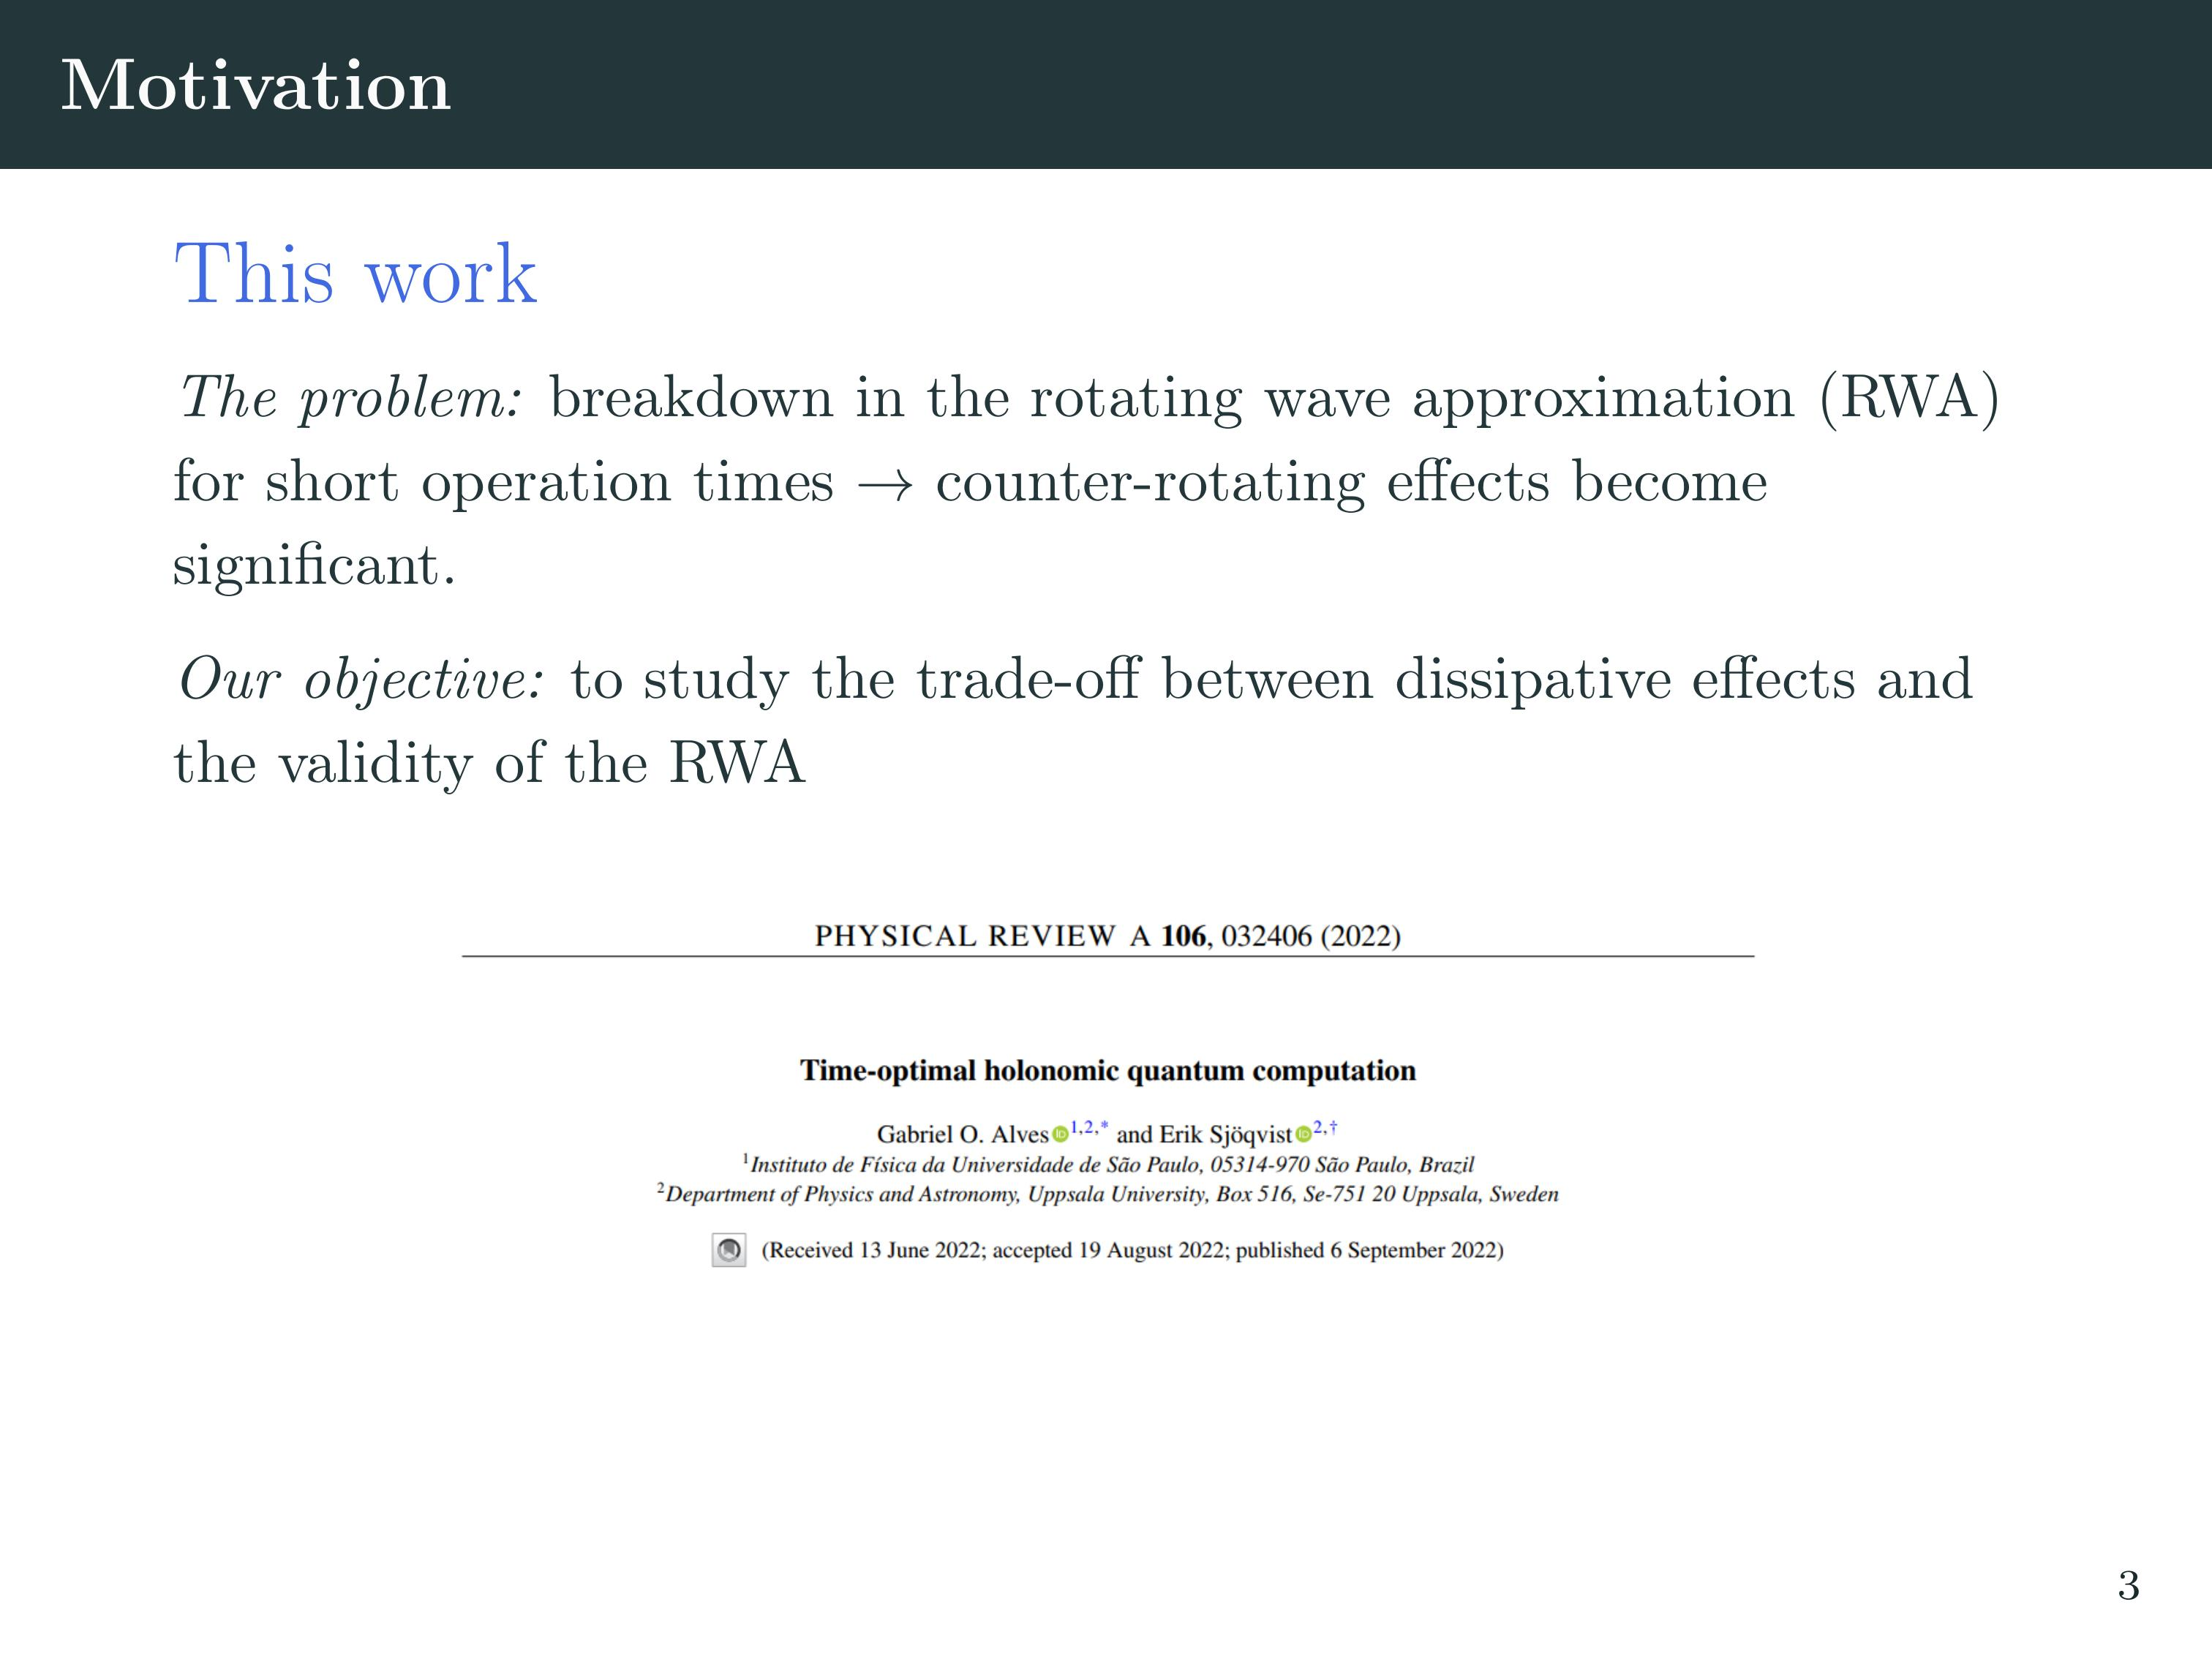 Motivation
This work
The problem: breakdown in the rotating wave approximation (RWA)
for short operation times → counter-rotating effects become
significant.
Our objective: to study the trade-off between dissipative effects and
the validity of the RWA
PHYSICAL REVIEW A 106, 032406 (2022)
Time-optimal holonomic quantum computation
Gabriel O. Alves 1,2,* and Erik Sjöqvist 2,†
1 Instituto de Física da Universidade de São Paulo, 05314-970 São Paulo, Brazil
2 Department of Physics and Astronomy, Uppsala University, Box 516, Se-751 20 Uppsala, Sweden
(Received 13 June 2022; accepted 19 August 2022; published 6 September 2022)
3